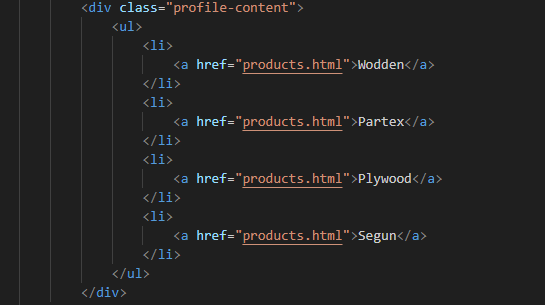 <div class="profile-content">
<ul>
<li>
<a href="products.html">Wodden</a>
</li>
<li>
<a href="products.html">Partex</a>
</li>
<li>
<a href="products.html">Plywood</a>
</li>
<li>
<a href="products.html">Segun</a>
</li>
</ul>
</div>